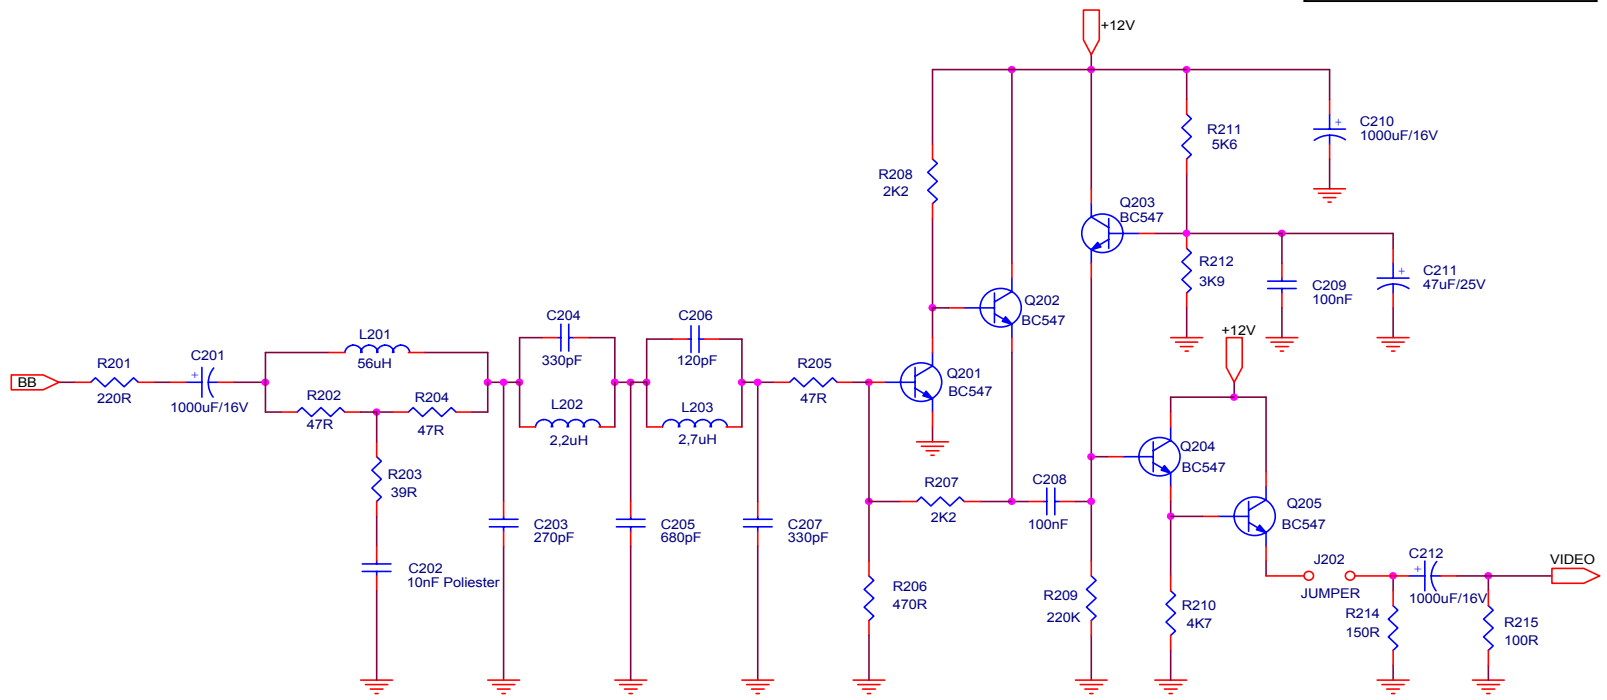 +12V
C210
1000uF/16V
R211
5K6
R208
2K2
Q203
BC547
R212
3K9
C209
100nF
C211
47uF/25V
Q202
BC547
+12V
C204
330pF
C206
120pF
L201
56uH
BB
R201
220R
C201
1000uF/16V
R202
47R
R204
47R
L202
2,2uH
L203
2,7uH
R205
47R
Q201
BC547
Q204
BC547
R203
39R
R207
2K2
C208
100nF
Q205
BC547
C203
270pF
C205
680pF
C207
330pF
C202
10nF Poliester
R206
470R
R209
220K
R210
4K7
J202
JUMPER
C212
1000uF/16V
VIDEO
R214
150R
R215
100R